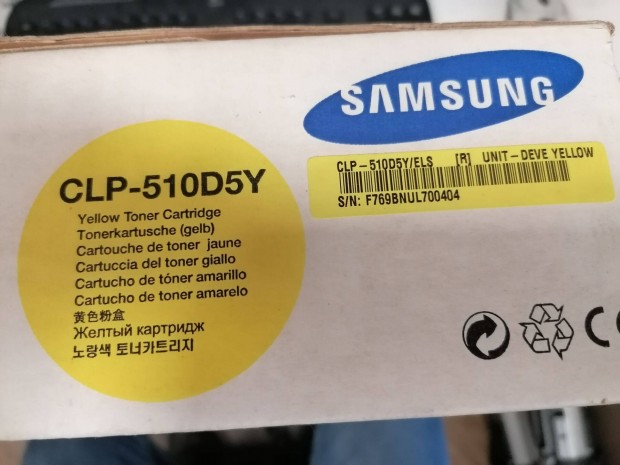 SAMSUNG
CLP-510D5Y/ELS [R] UNIT-DEVE YELLOW
S/N: F769BNUL700404
CLP-510D5Y
Yellow Toner Cartridge
Tonerkartusche (gelb)
Cartouche de toner jaune
Cartuccia del toner giallo
Cartucho de tóner amarillo
Cartucho de toner amarelo
黄色粉盒
Желтый картридж
노랑색 토너카트리지